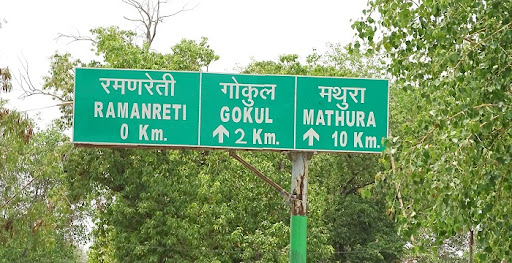 रमणरेती
RAMANRETI
0 Km.
गोकुल
GOKUL
↑ 2 Km.
मथुरा
MATHURA
↑ 10 Km.